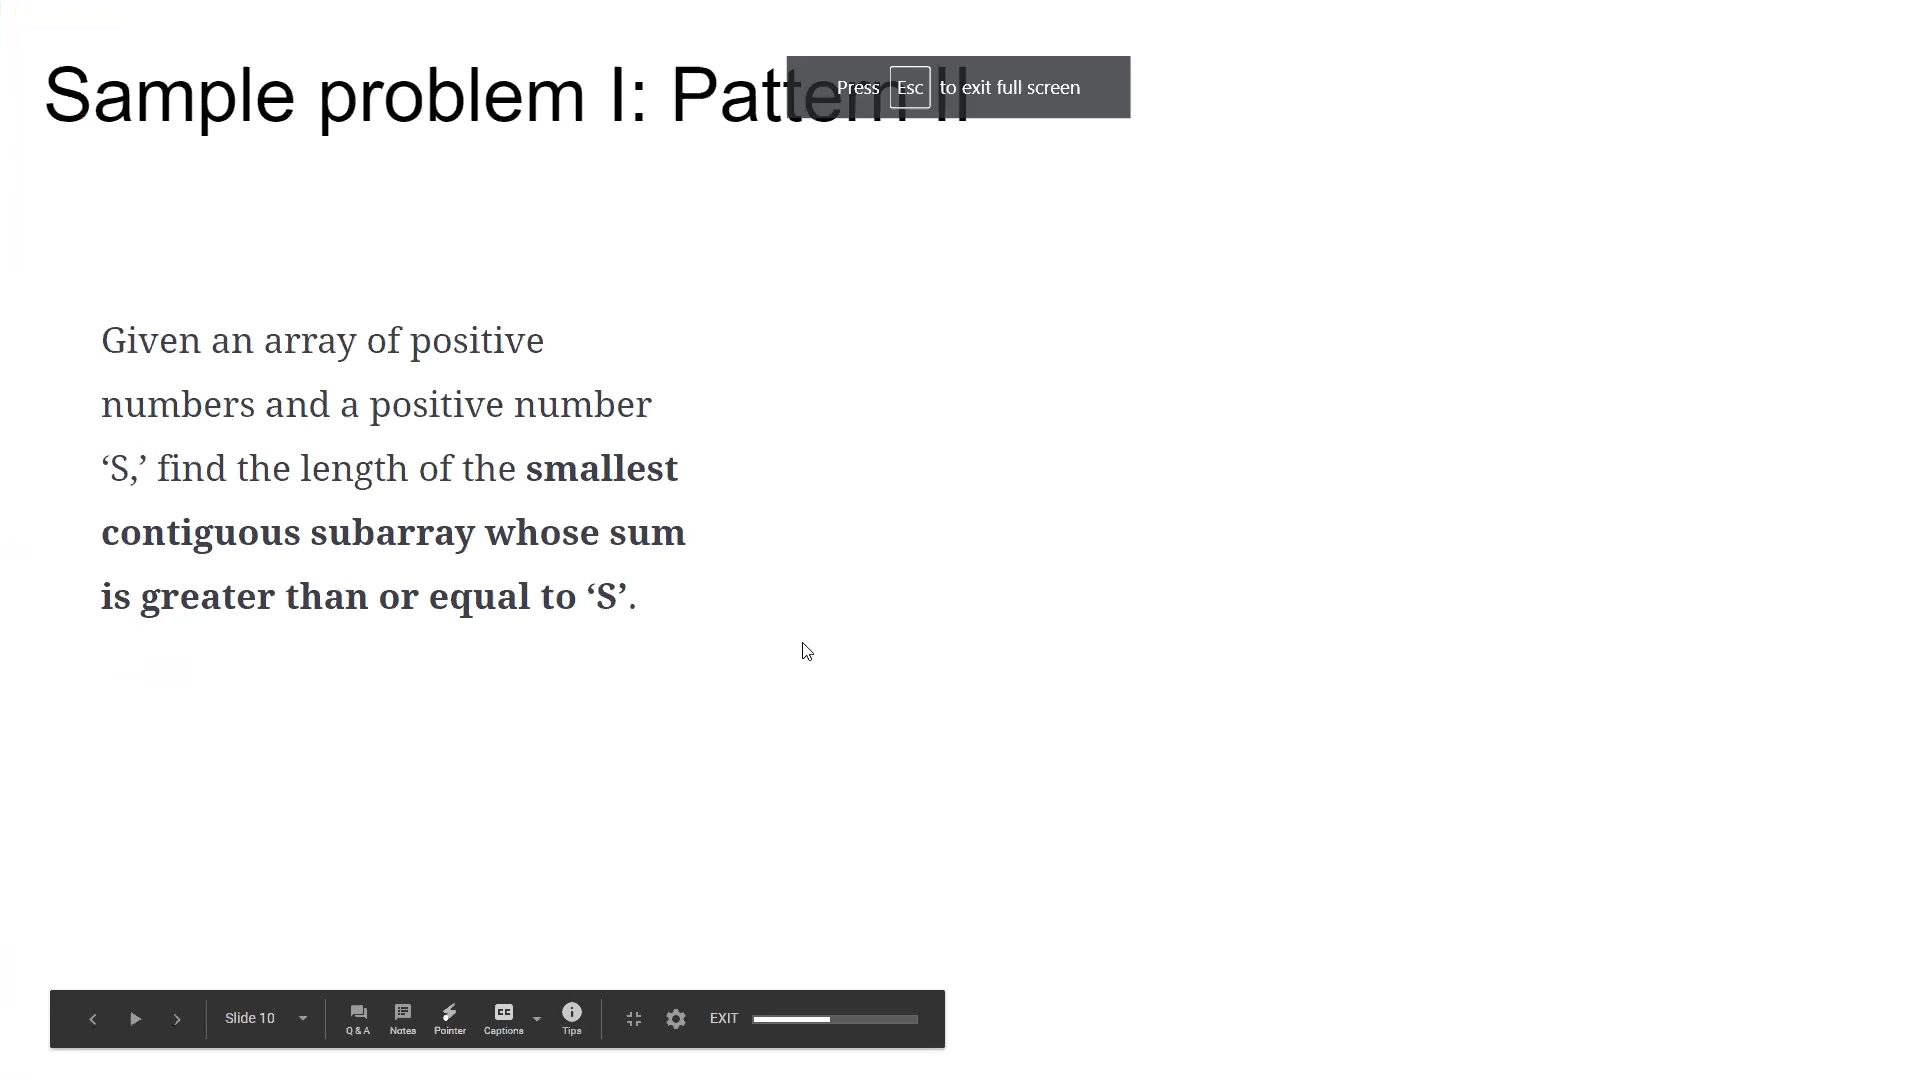 Sample problem I: Pattern II
Press Esc to exit full screen
Given an array of positive
numbers and a positive number
‘S,’ find the length of the smallest
contiguous subarray whose sum
is greater than or equal to ‘S’.
Slide 10
Q & A
Notes
Pointer
CC
Captions
Tips
EXIT